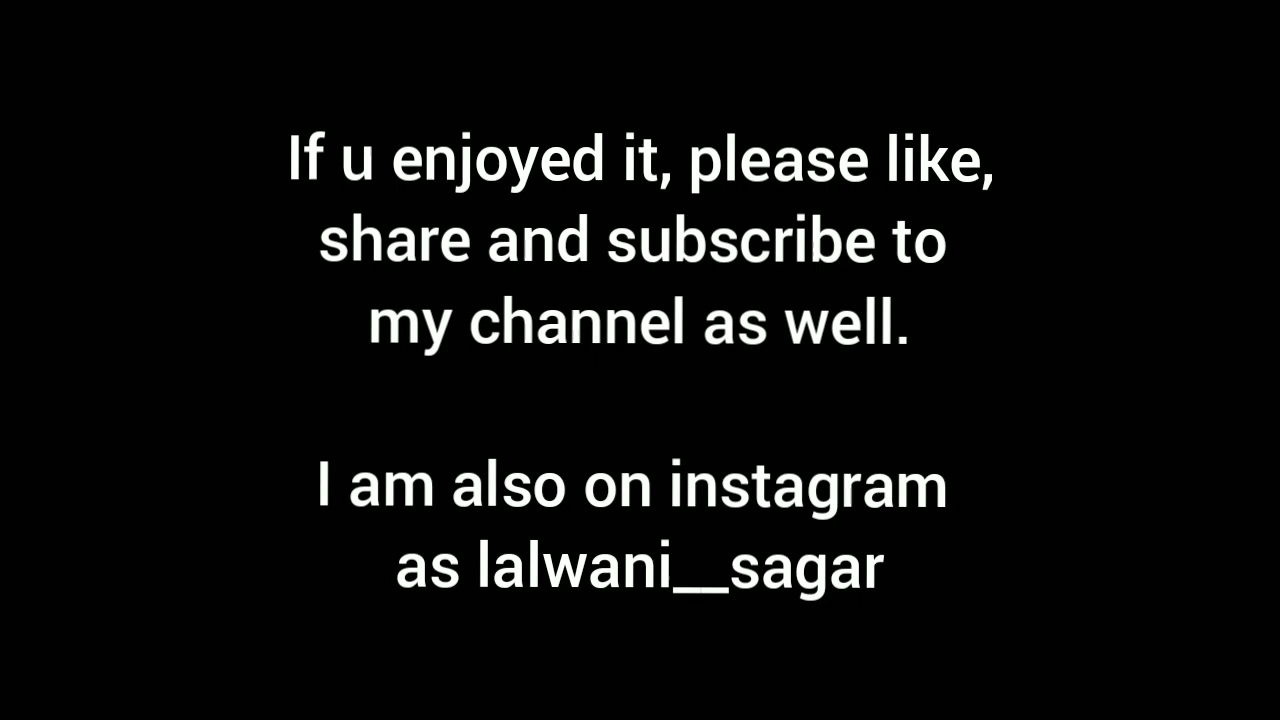 If u enjoyed it, please like,
share and subscribe to
my channel as well.
I am also on instagram
as lalwani__sagar